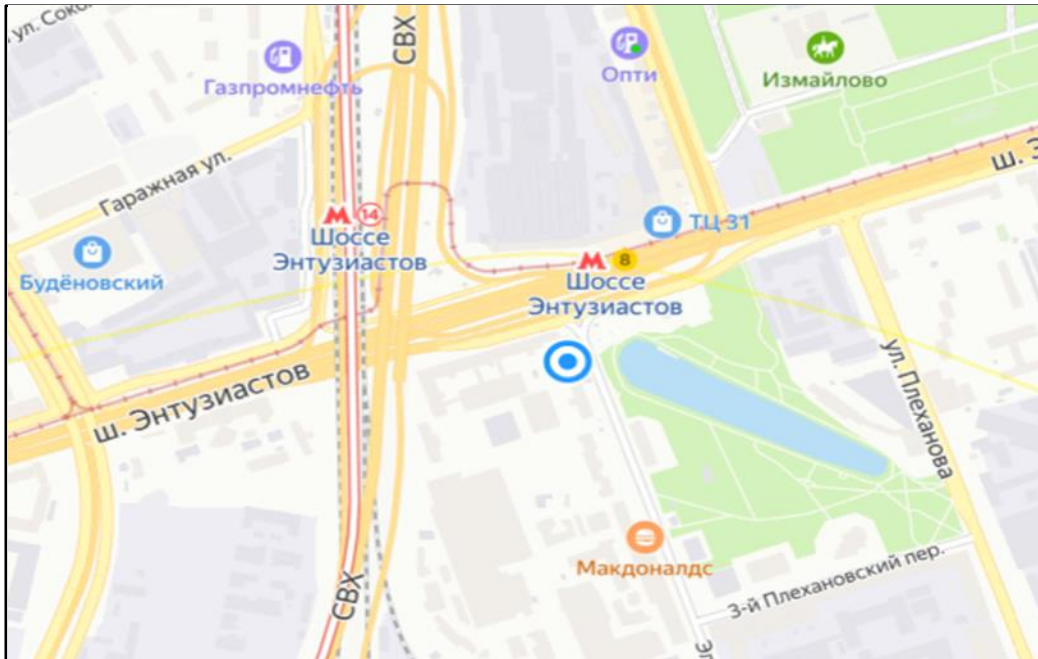 ул. Соко
Газпромнефть
СВХ
Опти
Измайлово
Гаражная ул.
ш. Э
14
Шоссе
Энтузиастов
ТЦ 31
8
Шоссе
Энтузиастов
Будёновский
ш. Энтузиастов
ул. Плеханова
Макдоналдс
3-й Плехановский пер.
СВХ
Эл